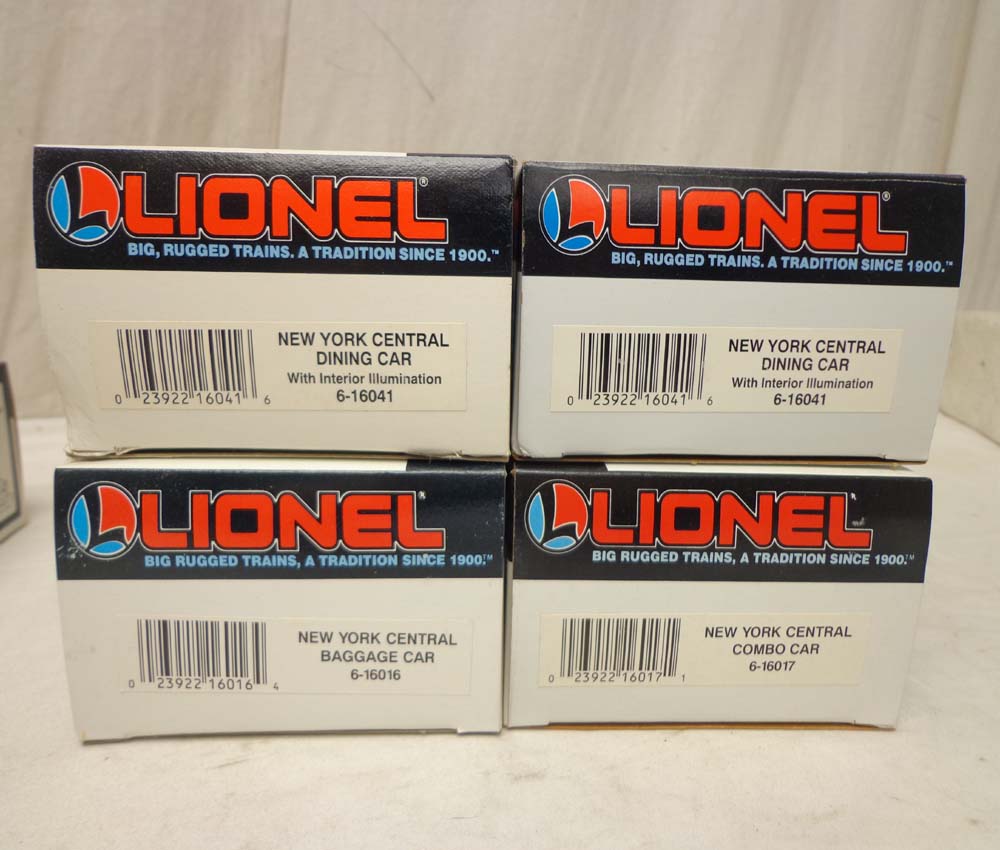 LIONEL®
BIG, RUGGED TRAINS. A TRADITION SINCE 1900.™
NEW YORK CENTRAL
DINING CAR
With Interior Illumination
6-16041
0 23922 16041 6
LIONEL®
BIG, RUGGED TRAINS. A TRADITION SINCE 1900.™
NEW YORK CENTRAL
DINING CAR
With Interior Illumination
6-16041
0 23922 16041 6
LIONEL®
BIG RUGGED TRAINS, A TRADITION SINCE 1900.™
NEW YORK CENTRAL
BAGGAGE CAR
6-16016
0 23922 16016 4
LIONEL
BIG RUGGED TRAINS, A TRADITION SINCE 1900.™
NEW YORK CENTRAL
COMBO CAR
6-16017
0 23922 16017 1